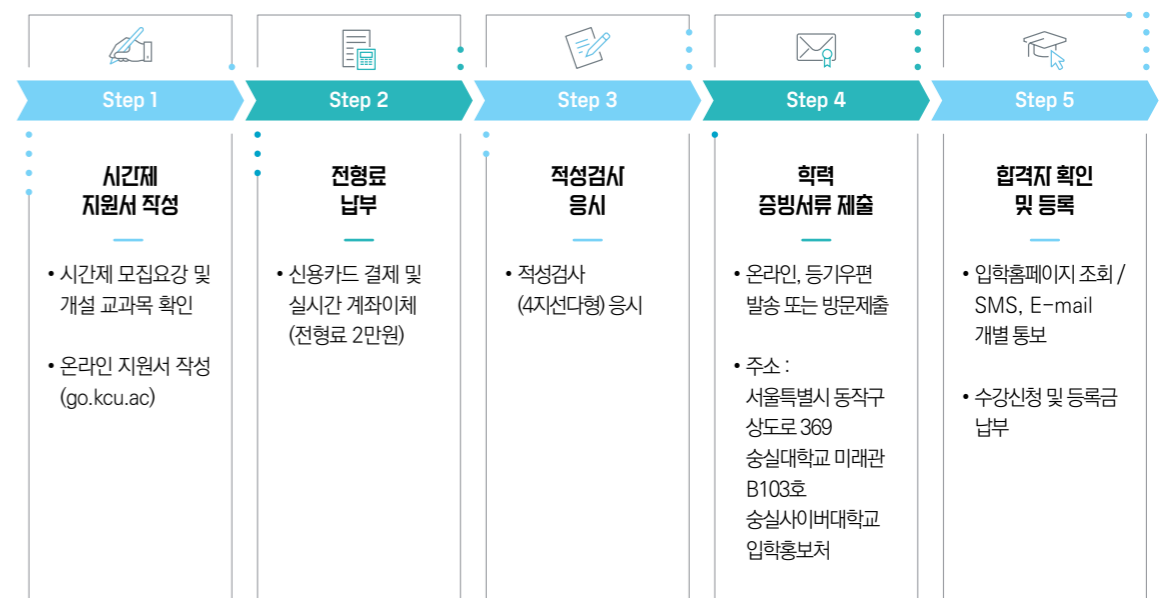 Step 1
시간제
지원서 작성
• 시간제 모집요강 및
개설 교과목 확인
• 온라인 지원서 작성
(go.kcu.ac)
Step 2
전형료
납부
• 신용카드 결제 및
실시간 계좌이체
(전형료 2만원)
Step 3
적성검사
응시
• 적성검사
(4지선다형) 응시
Step 4
학력
증빙서류 제출
• 온라인, 등기우편
발송 또는 방문제출
• 주소 :
서울특별시 동작구
상도로 369
숭실대학교 미래관
B103호
숭실사이버대학교
입학홍보처
Step 5
합격자 확인
및 등록
• 입학홈페이지 조회 /
SMS, E-mail
개별 통보
• 수강신청 및 등록금
납부